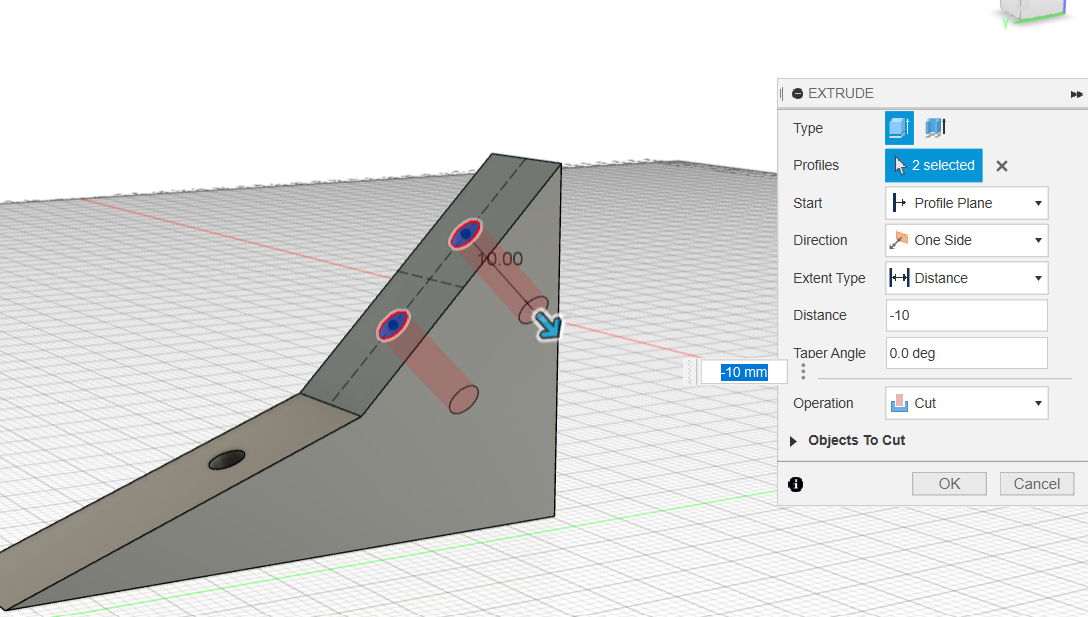 Y
EXTRUDE
Type
Profiles 2 selected
Start Profile Plane
Direction One Side
Extent Type Distance
Distance -10
Taper Angle 0.0 deg
Operation Cut
Objects To Cut
OK Cancel
10.00
-10 mm